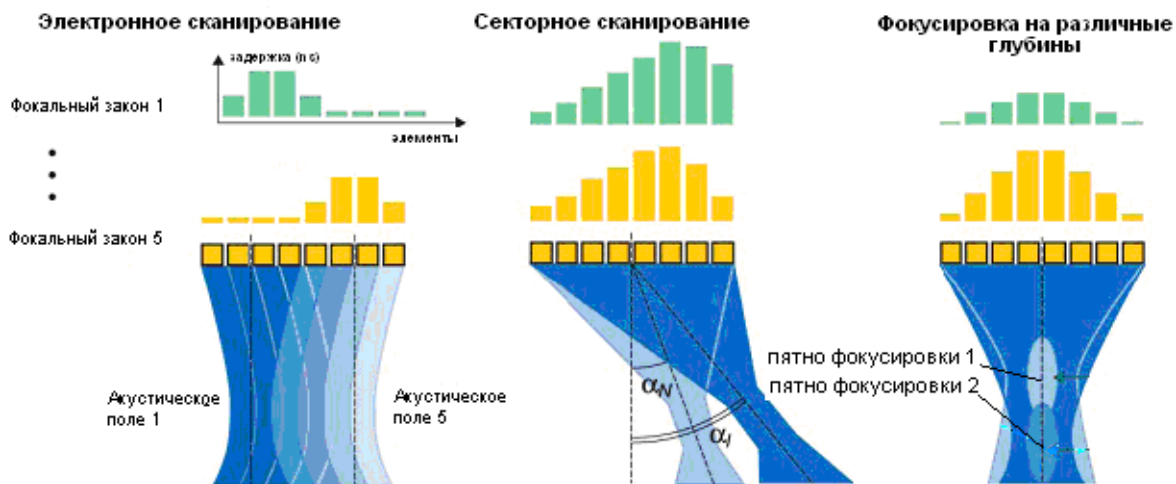 Электронное сканирование
Секторное сканирование
Фокусировка на различные
глубины
задержка (n s)
Фокальный закон 1
элементы
Фокальный закон 5
Акустическое
поле 1
Акустическое
поле 5
αN
αI
пятно фокусировки 1
пятно фокусировки 2